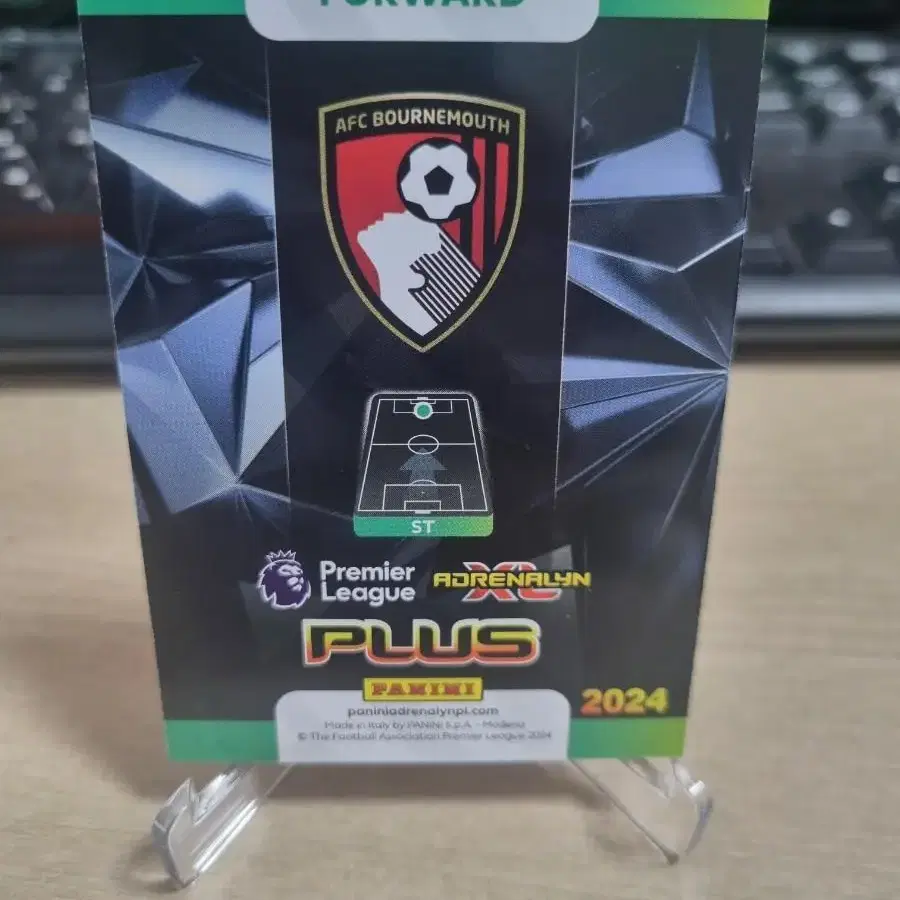 FORWARD
AFC BOURNEMOUTH
ST
Premier
League
ADRENALYN
XL
PLUS
PANINI
2024
paniniadrenalynpl.com
Made in Italy by PANINI S.p.A. - Modena
© The Football Association Premier League 2024